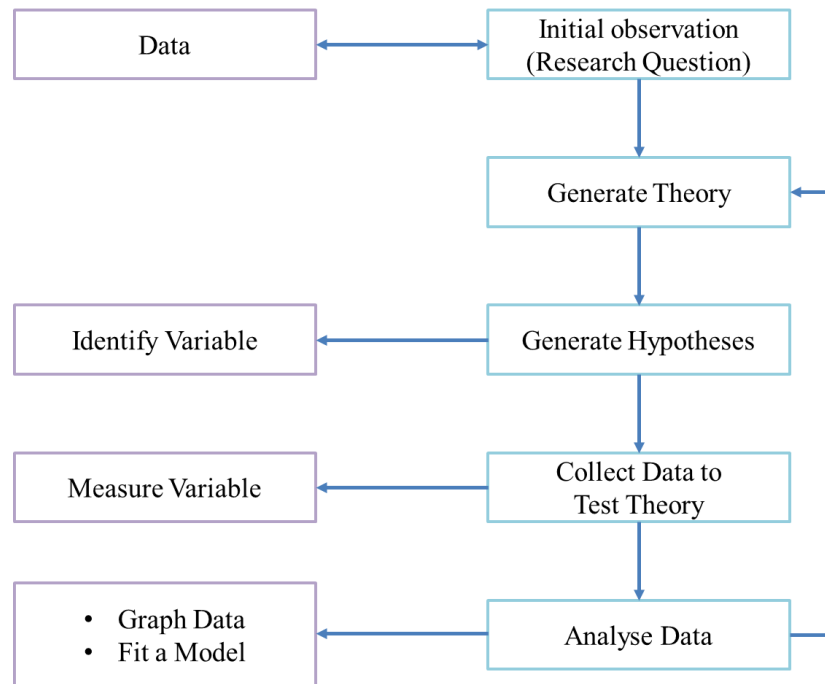 Data
Initial observation
(Research Question)
Generate Theory
Identify Variable
Generate Hypotheses
Measure Variable
Collect Data to
Test Theory
• Graph Data
• Fit a Model
Analyse Data